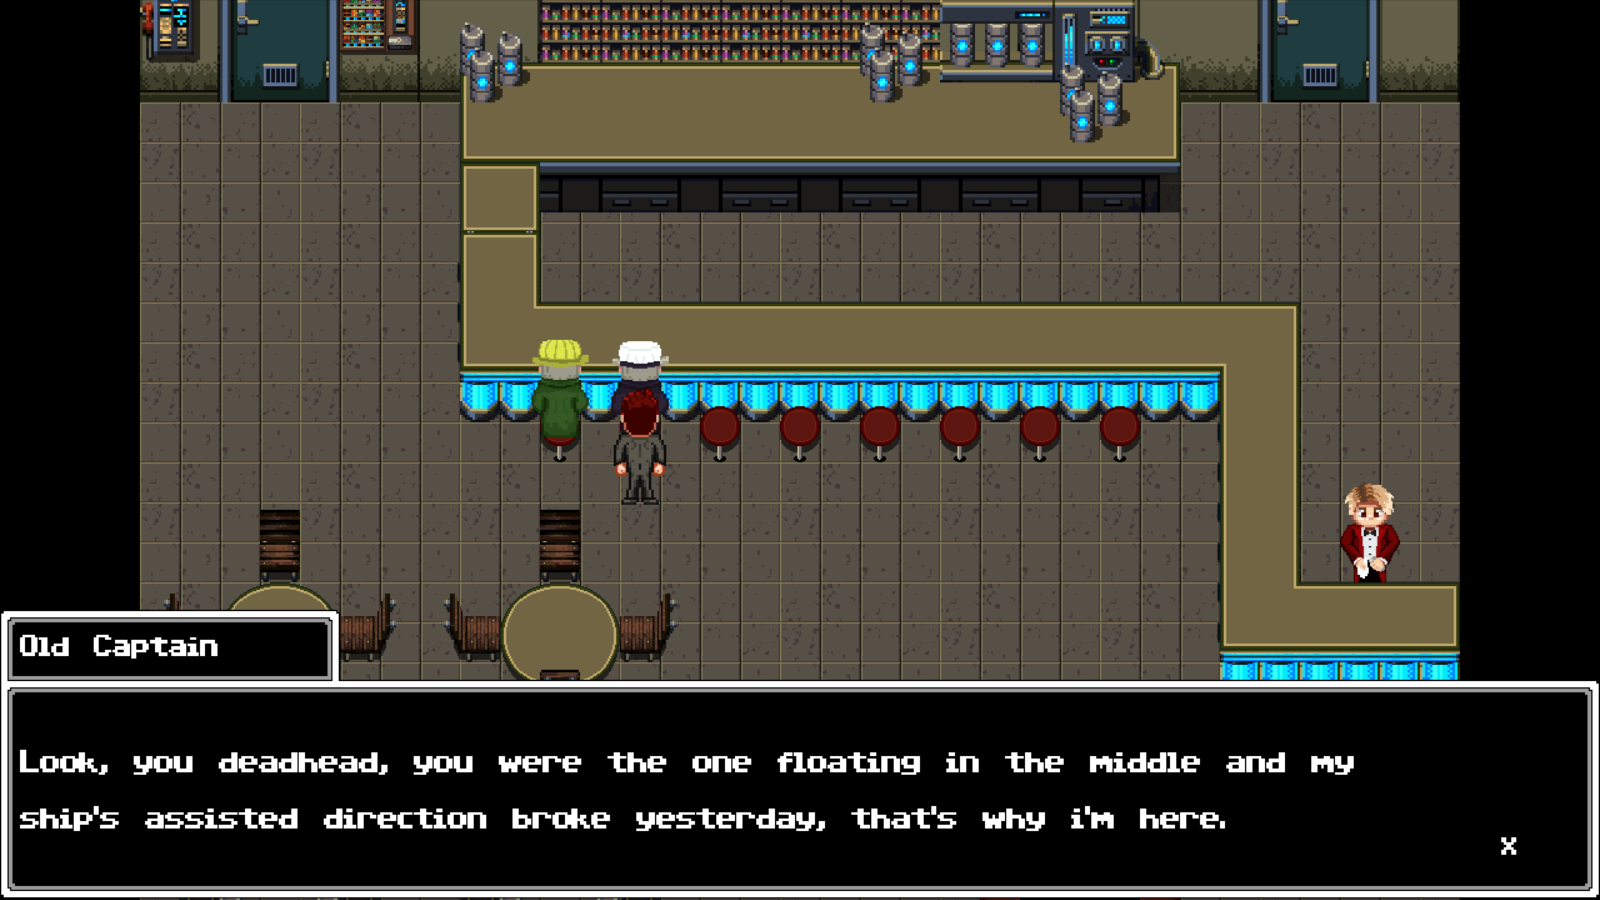 Old Captain
Look, you deadhead, you were the one floating in the middle and my
ship's assisted direction broke yesterday, that's why i'm here.
X